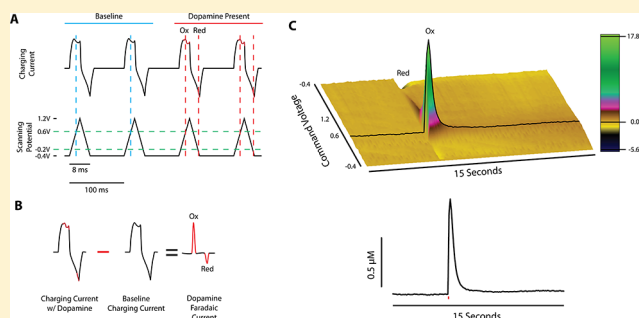 A
Baseline
Dopamine Present
Ox Red
Charging
Current
Scanning
Potential
1.2V
0.6V
-0.2V
-0.4V
8 ms
100 ms
B
Ox
Red
Charging Current
w/ Dopamine
Baseline
Charging Current
Dopamine
Faradaic
Current
C
Ox
Red
-0.4
1.2
0.6
-0.4
Command Voltage
15 Seconds
17.8
0.0
-5.6
0.5 µM
15 Seconds